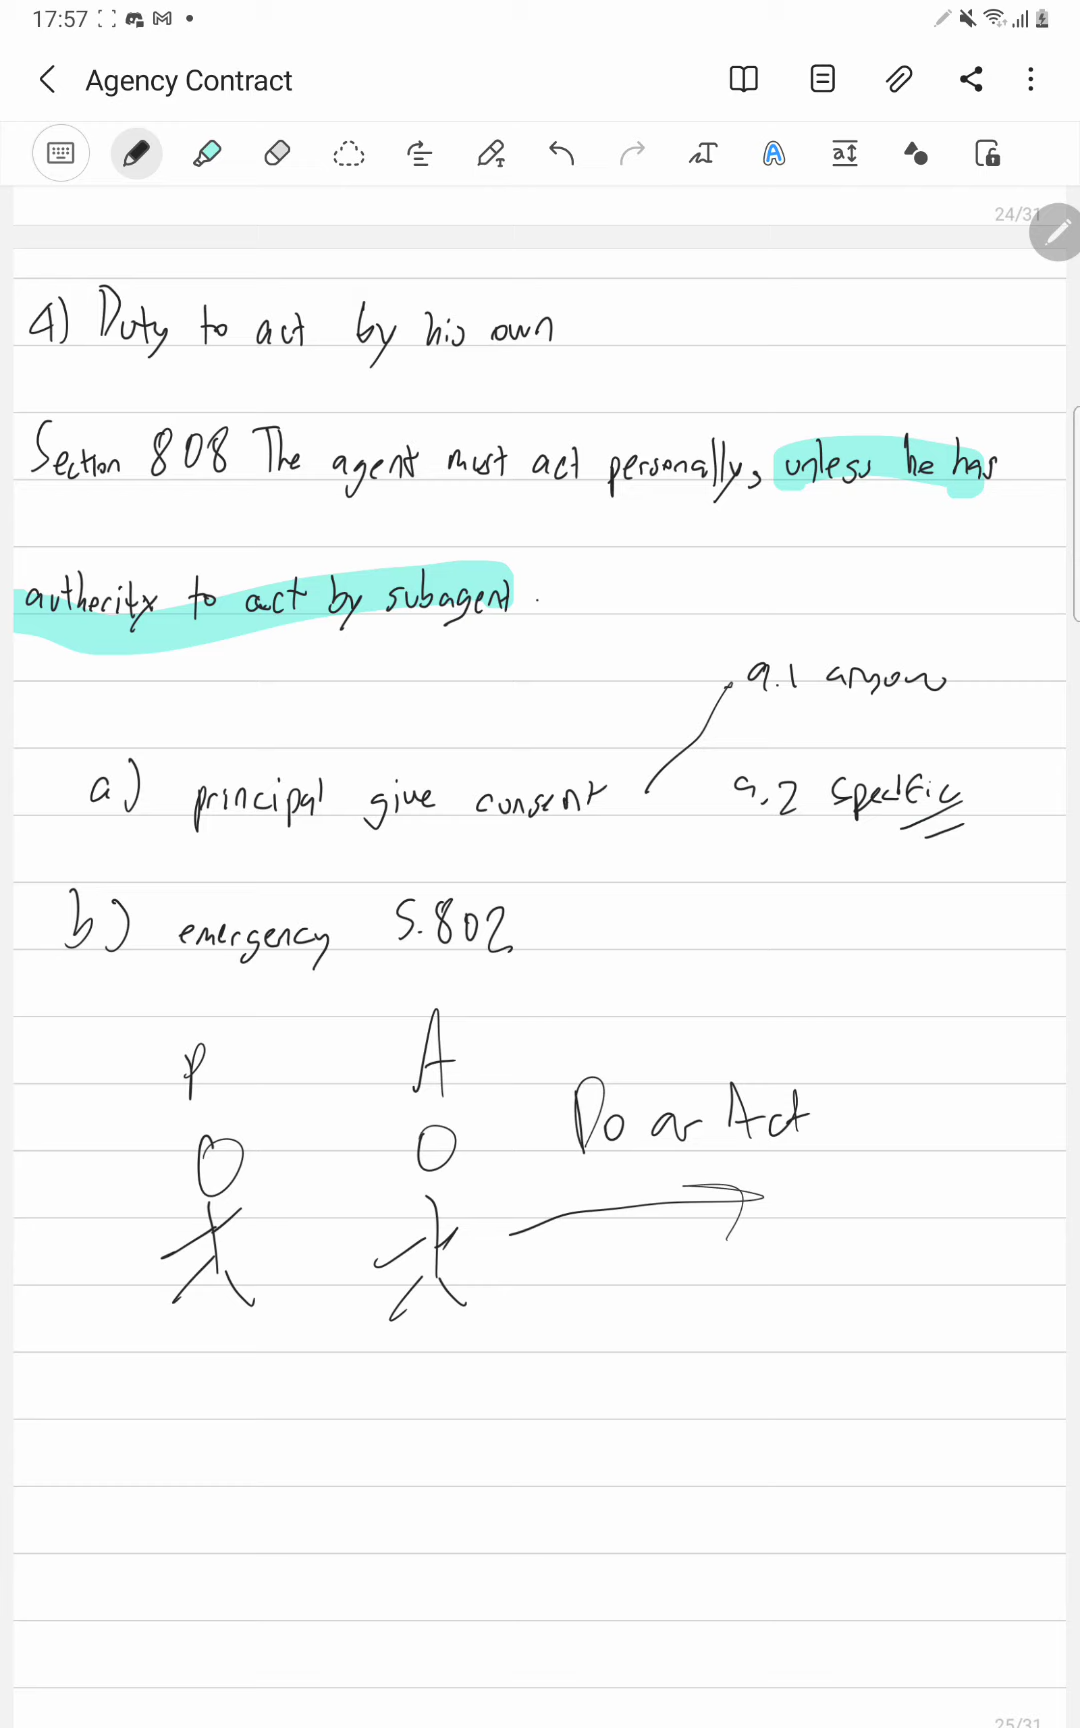 17:57
Agency Contract
24/31
4) Duty to act by his own
Section 808 The agent must act personally, unless he has
authority to act by subagent.
a.1 anyone
a) principal give consent a.2 specific
b) emergency S.802
P A
Do an Act
25/31